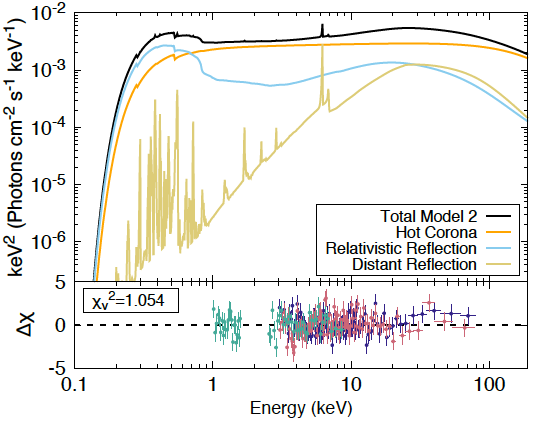 10⁻²
10⁻³
10⁻⁴
10⁻⁵
10⁻⁶
keV² (Photons cm⁻² s⁻¹ keV⁻¹)
Total Model 2
Hot Corona
Relativistic Reflection
Distant Reflection
5
0
-5
Δχ
χᵥ²=1.054
0.1
1
10
100
Energy (keV)